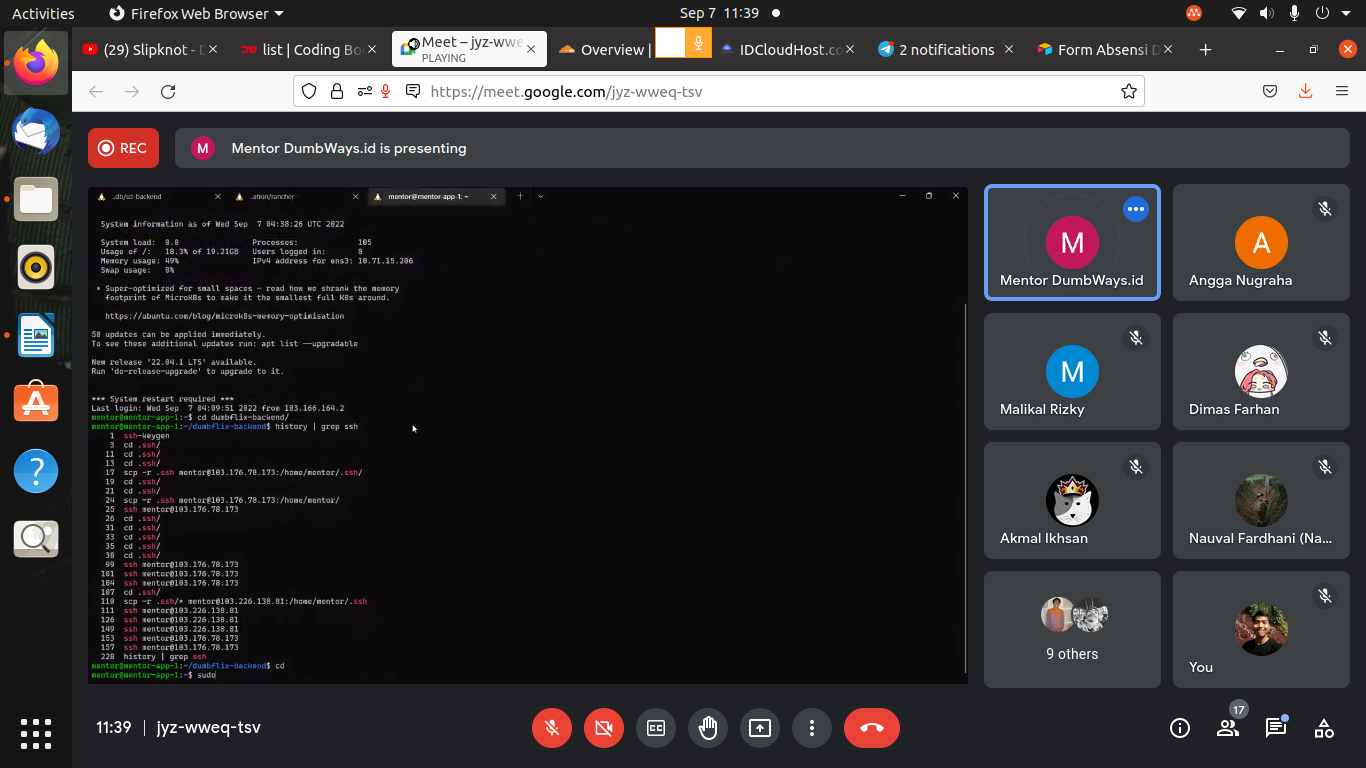 Activities
Firefox Web Browser
Sep 7 11:39
(29) Slipknot - D
list | Coding Bo
Meet – jyz-wwe
PLAYING
Overview |
IDCloudHost.co
2 notifications
Form Absensi D
https://meet.google.com/jyz-wweq-tsv
REC
M
Mentor DumbWays.id is presenting
..db/sd-backend
..ation/rancher
mentor@mentor-app-1: ~
System information as of Wed Sep 7 04:38:26 UTC 2022
System load: 0.0 Processes: 105
Usage of /: 18.3% of 19.21GB Users logged in: 0
Memory usage: 49% IPv4 address for ens3: 10.71.15.206
Swap usage: 0%
* Super-optimized for small spaces - read how we shrank the memory
footprint of MicroK8s to make it the smallest full K8s around.
https://ubuntu.com/blog/microk8s-memory-optimisation
58 updates can be applied immediately.
To see these additional updates run: apt list --upgradable
New release '22.04.1 LTS' available.
Run 'do-release-upgrade' to upgrade to it.
*** System restart required ***
Last login: Wed Sep 7 04:09:51 2022 from 103.166.164.2
mentor@mentor-app-1:~$ cd dumbflix-backend/
mentor@mentor-app-1:~/dumbflix-backend$ history | grep ssh
1 ssh-keygen
3 cd .ssh/
11 cd .ssh/
13 cd .ssh/
17 scp -r .ssh mentor@103.176.78.173:/home/mentor/.ssh/
19 cd .ssh/
21 cd .ssh/
24 scp -r .ssh mentor@103.176.78.173:/home/mentor/
25 ssh mentor@103.176.78.173
26 cd .ssh/
31 cd .ssh/
33 cd .ssh/
35 cd .ssh/
38 cd .ssh/
99 ssh mentor@103.176.78.173
101 ssh mentor@103.176.78.173
104 ssh mentor@103.176.78.173
107 cd .ssh/
110 scp -r .ssh/* mentor@103.226.138.81:/home/mentor/.ssh
111 ssh mentor@103.226.138.81
126 ssh mentor@103.226.138.81
149 ssh mentor@103.226.138.81
153 ssh mentor@103.176.78.173
157 ssh mentor@103.176.78.173
228 history | grep ssh
mentor@mentor-app-1:~/dumbflix-backend$ cd
mentor@mentor-app-1:~$ sudo
M
Mentor DumbWays.id
A
Angga Nugraha
M
Malikal Rizky
Dimas Farhan
Akmal Ikhsan
Nauval Fardhani (Na...
9 others
You
11:39 | jyz-wweq-tsv
17